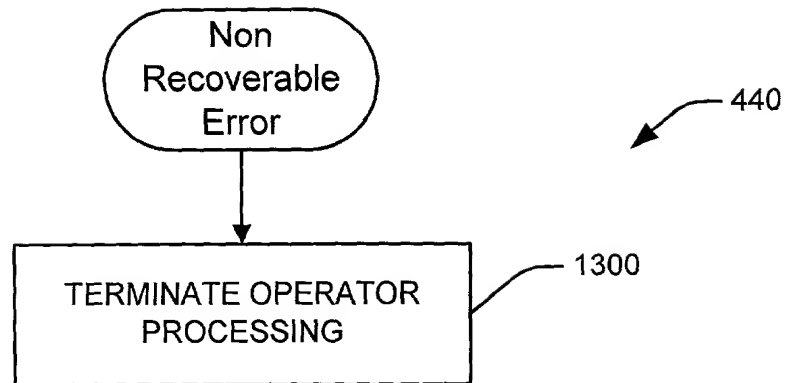 Non
Recoverable
Error
440
1300
TERMINATE OPERATOR
PROCESSING